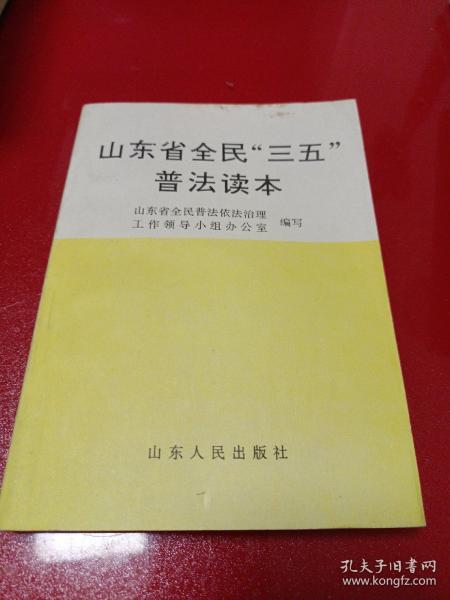 山东省全民“三五”
普法读本
山东省全民普法依法治理
工作领导小组办公室 编写
山东人民出版社
孔夫子旧书网
www.kongfz.com